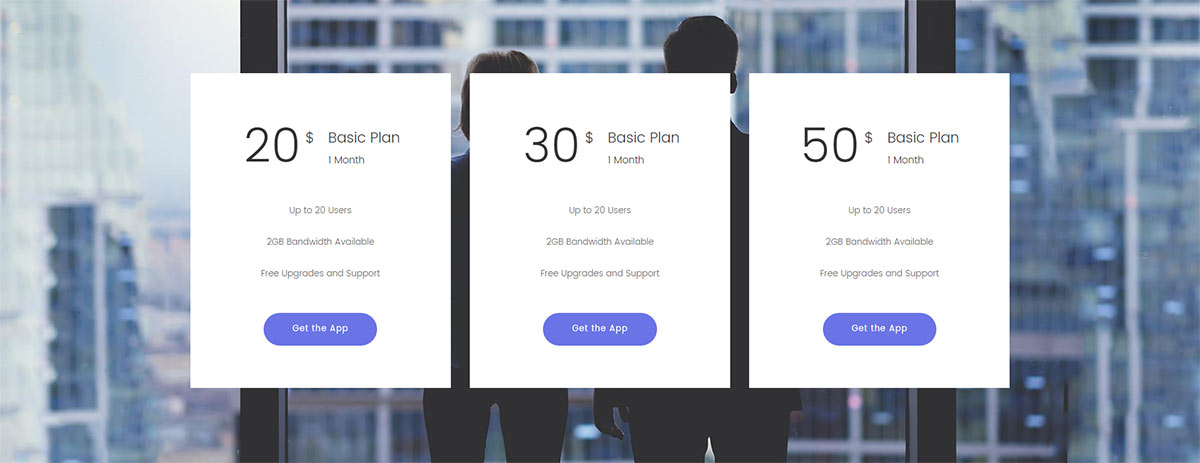 20 $ Basic Plan
1 Month
Up to 20 Users
2GB Bandwidth Available
Free Upgrades and Support
Get the App
30 $ Basic Plan
1 Month
Up to 20 Users
2GB Bandwidth Available
Free Upgrades and Support
Get the App
50 $ Basic Plan
1 Month
Up to 20 Users
2GB Bandwidth Available
Free Upgrades and Support
Get the App